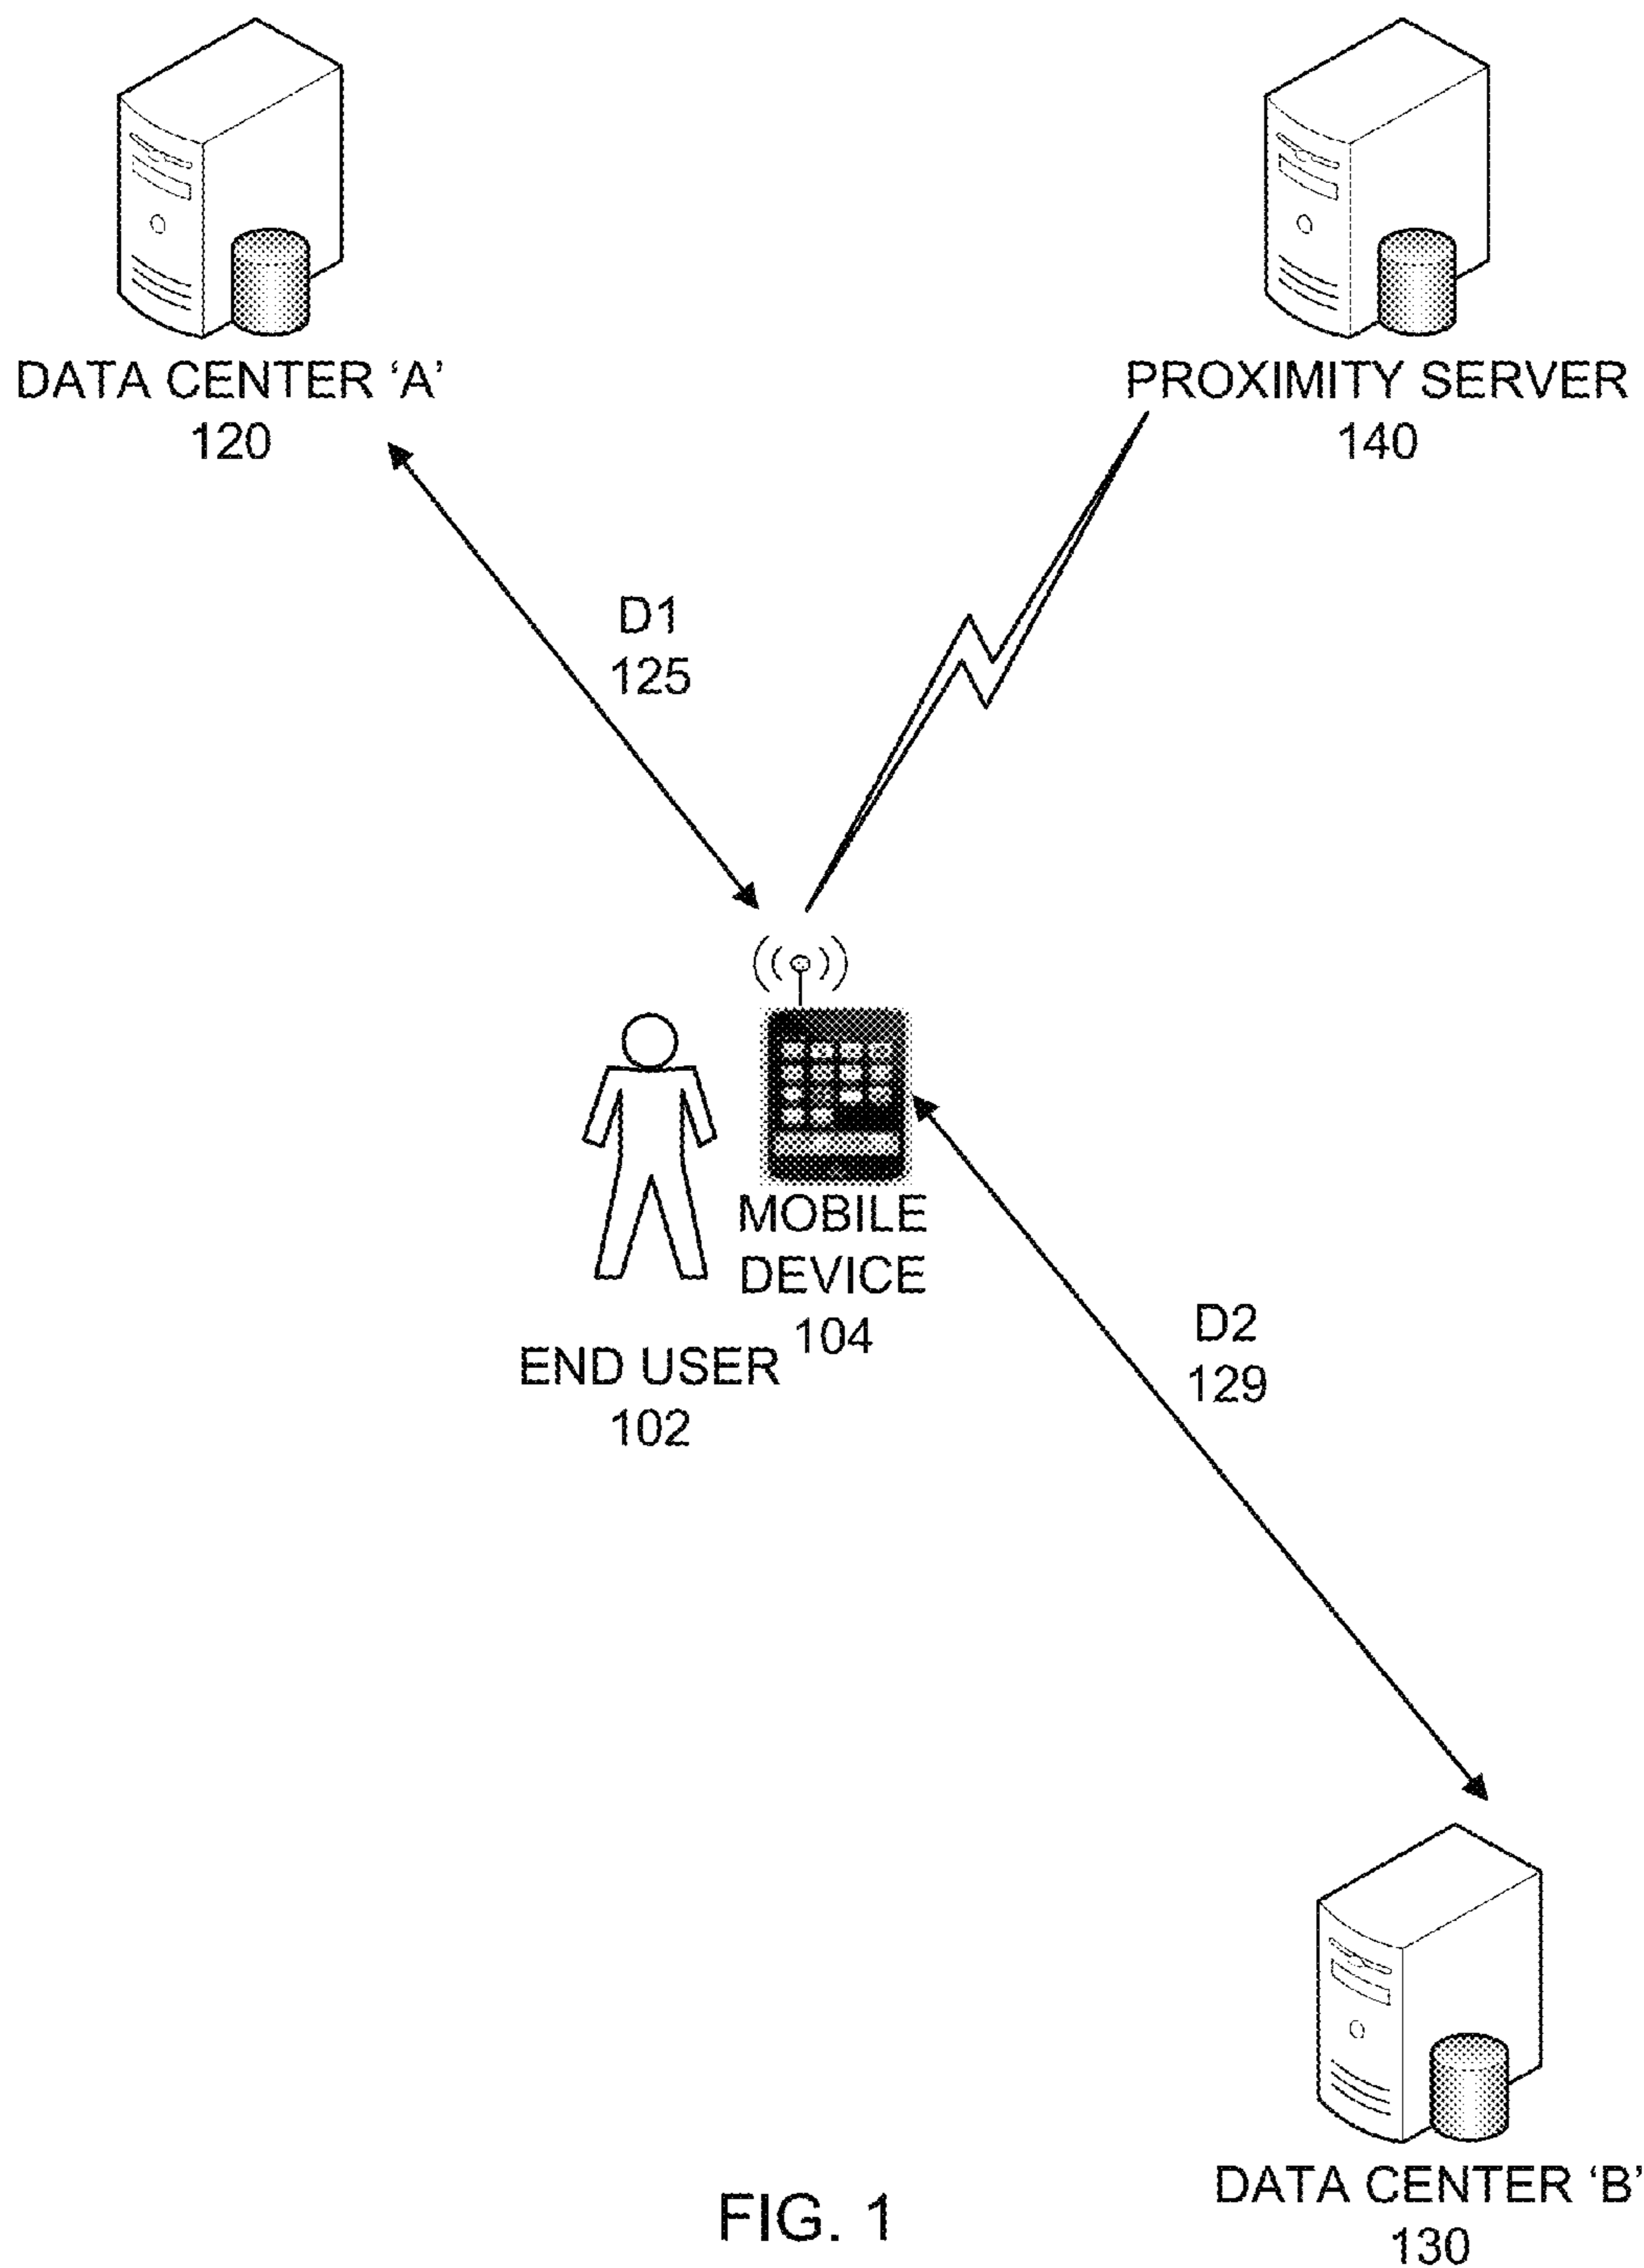 DATA CENTER ‘A’
120
PROXIMITY SERVER
140
D1
125
MOBILE
DEVICE
104
END USER
102
D2
129
DATA CENTER ‘B’
130
FIG. 1